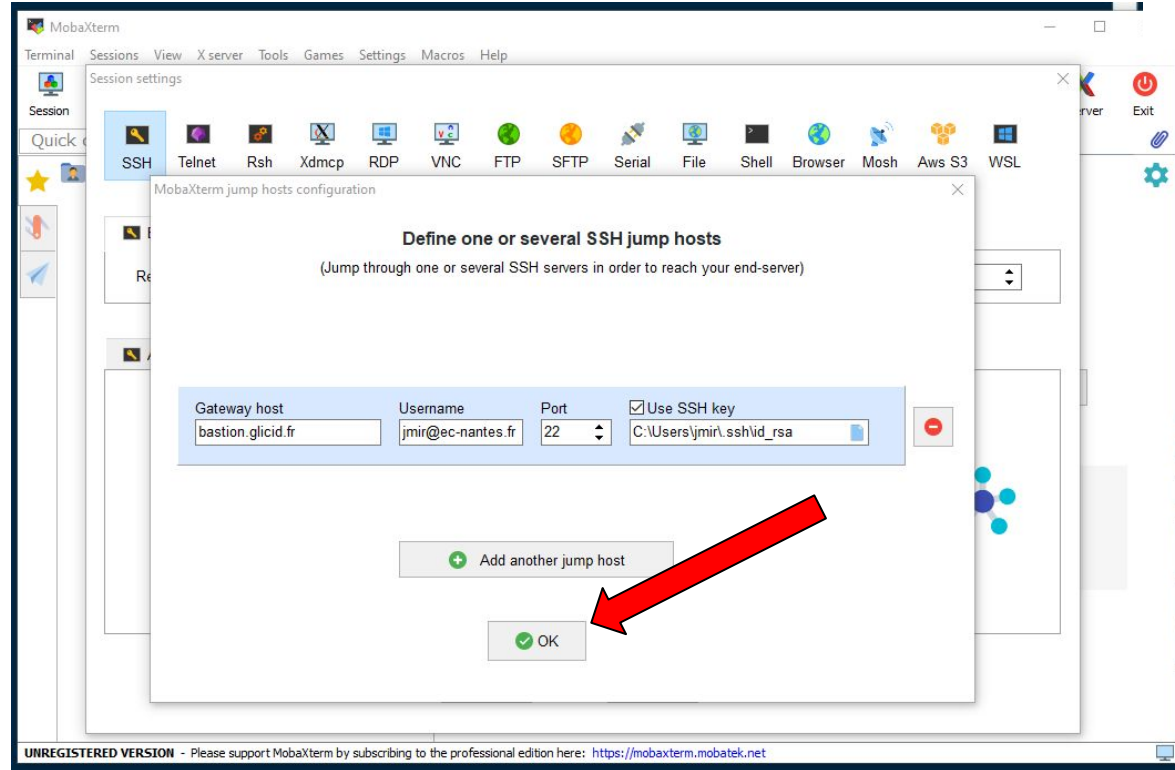 MobaXterm
Terminal Sessions View X server Tools Games Settings Macros Help
Session settings
Session
Exit
Quick
SSH Telnet Rsh Xdmcp RDP VNC FTP SFTP Serial File Shell Browser Mosh Aws S3 WSL
MobaXterm jump hosts configuration
Define one or several SSH jump hosts
(Jump through one or several SSH servers in order to reach your end-server)
Gateway host Username Port Use SSH key
bastion.glicid.fr jmir@ec-nantes.fr 22 C:\Users\jmir\.ssh\id_rsa
Add another jump host
OK
UNREGISTERED VERSION - Please support MobaXterm by subscribing to the professional edition here: https://mobaxterm.mobatek.net